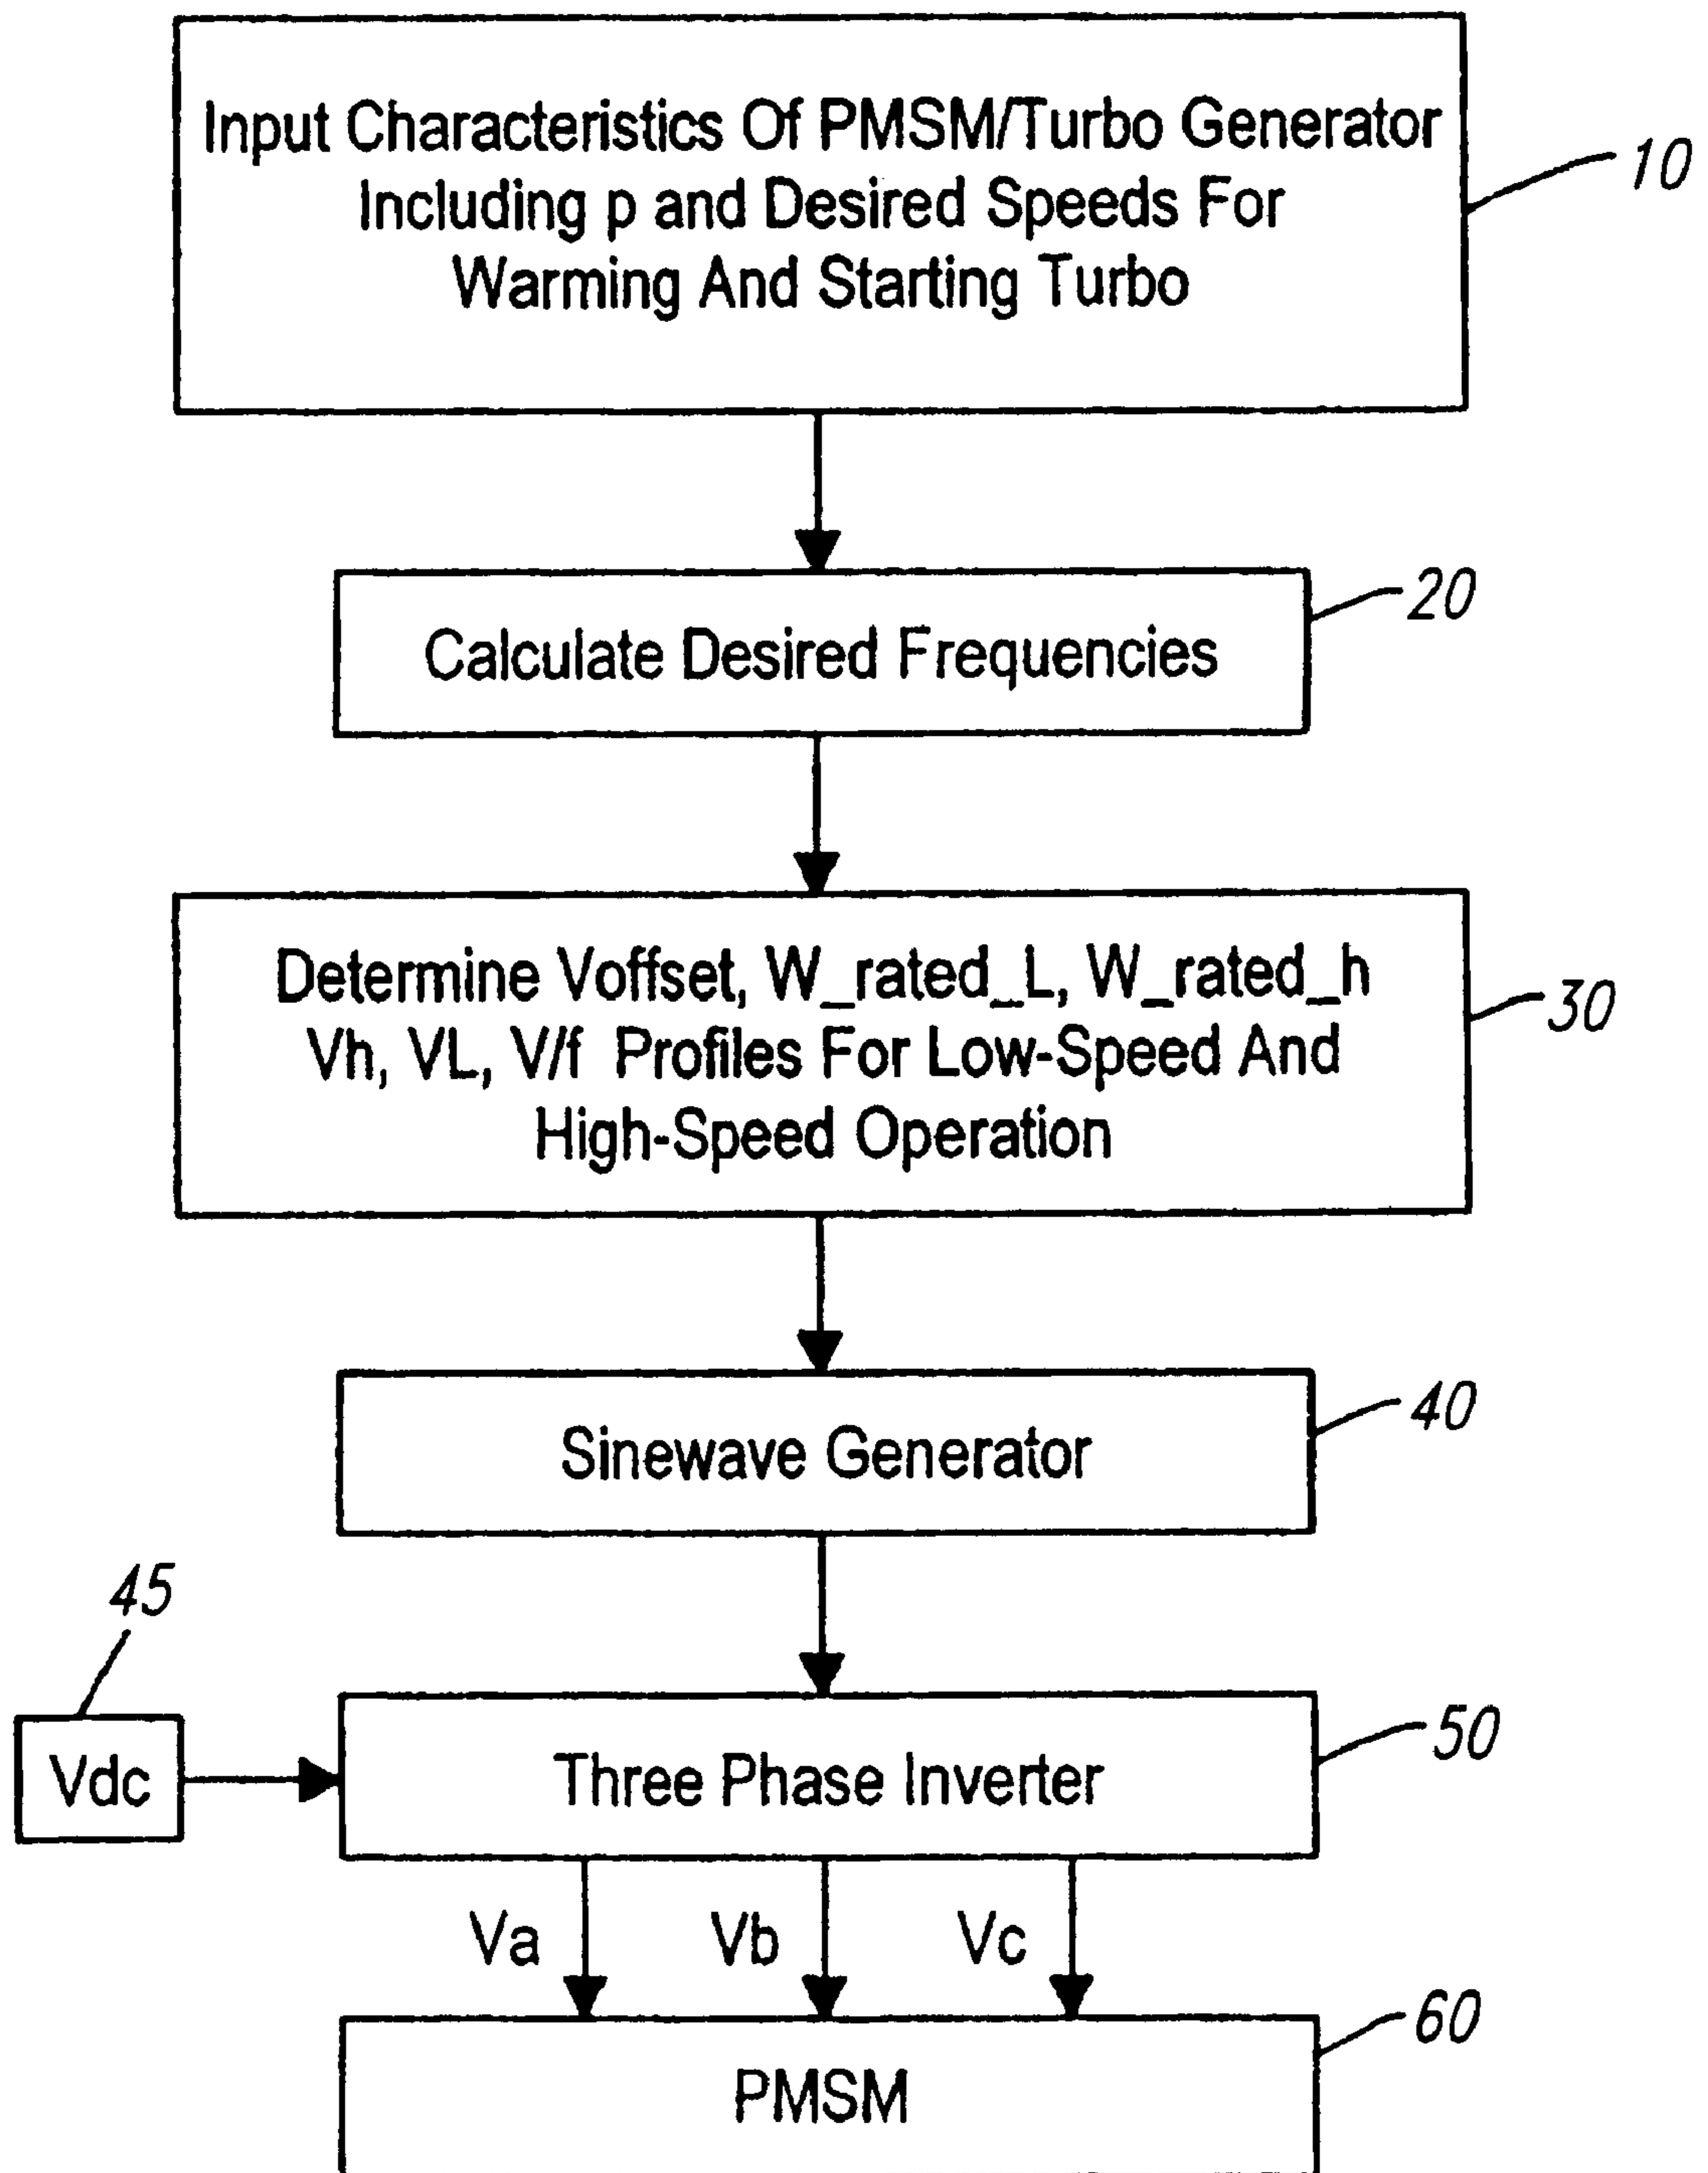 Input Characteristics Of PMSM/Turbo Generator
Including p and Desired Speeds For
Warming And Starting Turbo
10
Calculate Desired Frequencies
20
Determine Voffset, W_rated_L, W_rated_h
Vh, VL, V/f Profiles For Low-Speed And
High-Speed Operation
30
Sinewave Generator
40
45
Vdc
Three Phase Inverter
50
Va
Vb
Vc
PMSM
60